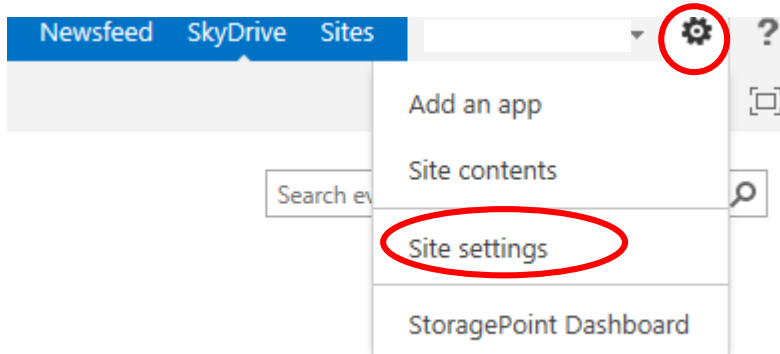 Newsfeed SkyDrive Sites ?
Add an app
Site contents
Search ev
Site settings
StoragePoint Dashboard